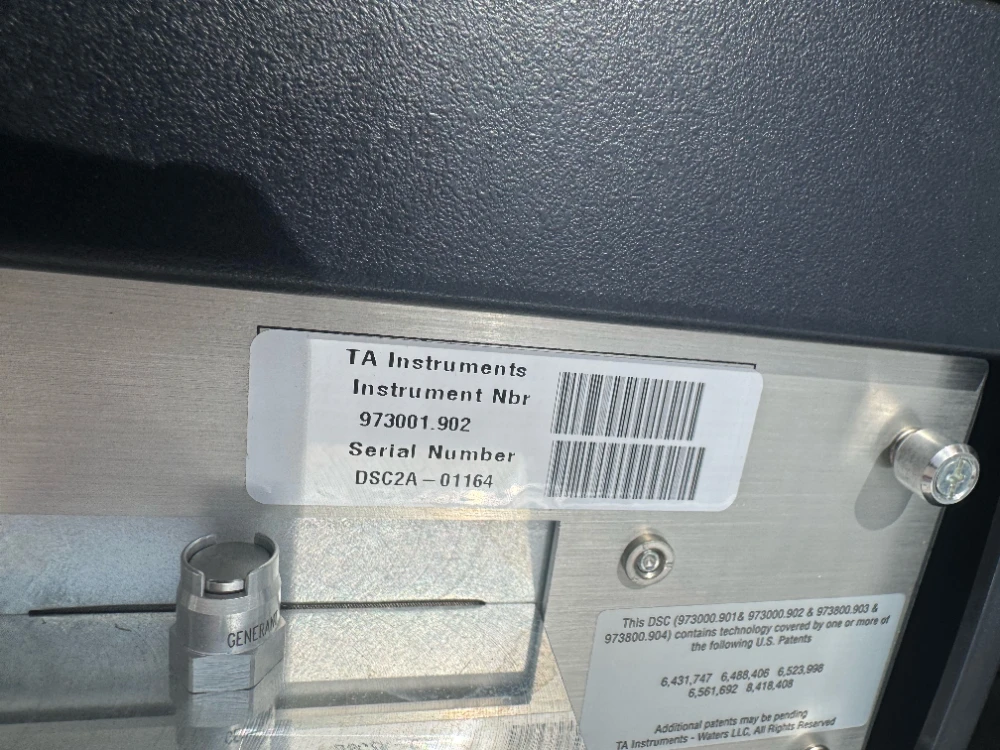 TA Instruments
Instrument Nbr
973001.902
Serial Number
DSC2A-01164
This DSC (973000.901& 973000.902 & 973800.903 &
973800.904) contains technology covered by one or more of
the following U.S. Patents
6,431,747 6,488,406 6,523,998
6,561,692 8,418,408
Additional patents may be pending
TA Instruments - Waters LLC, All Rights Reserved